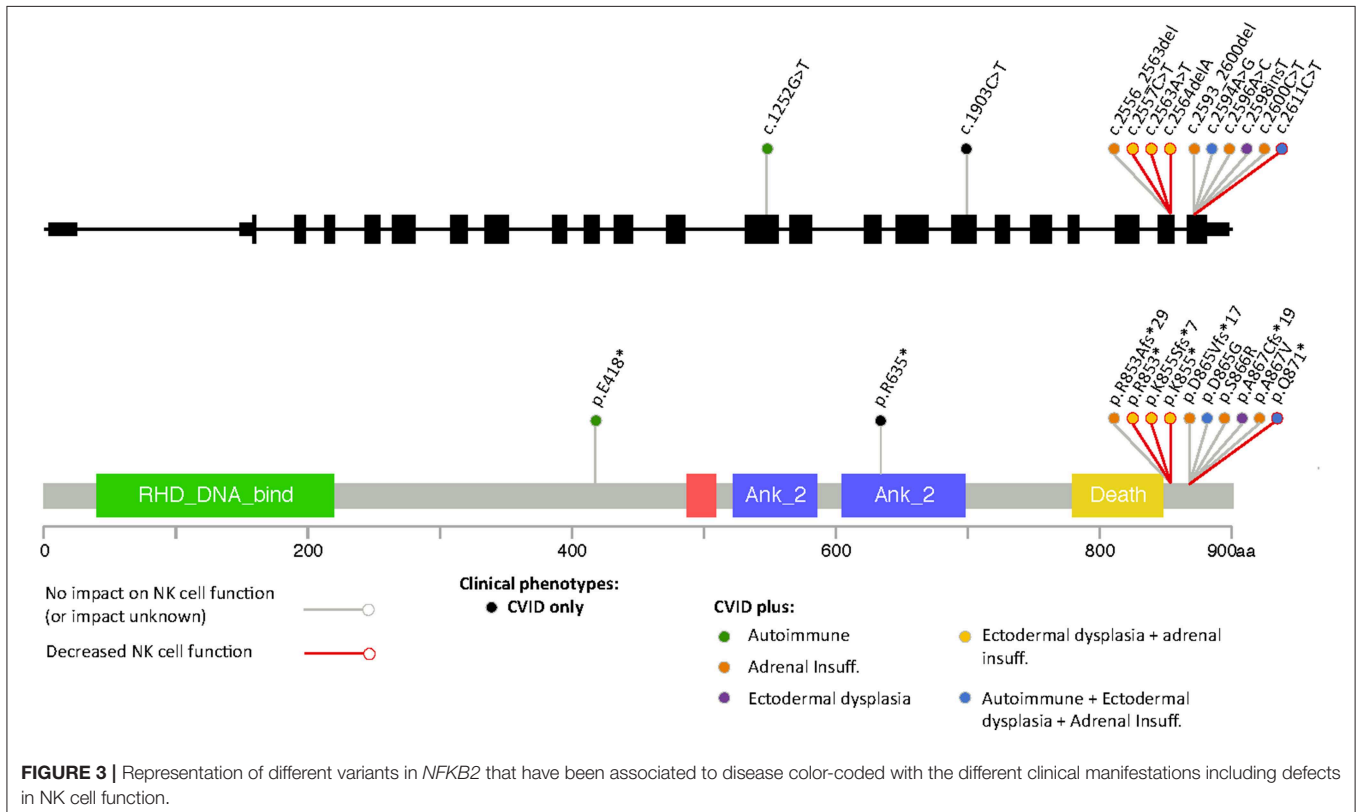 c.1252G>T
c.1903C>T
c.2556_2563del
c.2557C>T
c.2563A>T
c.2564delA
c.2593_2600del
c.2594A>G
c.2596A>C
c.2598insT
c.2600C>T
c.2611C>T
p.E418*
p.R635*
p.R853Afs*29
p.R853*
p.K855Sfs*7
p.K855*
p.D865Vfs*17
p.D865G
p.S866R
p.A867Cfs*19
p.A867V
p.Q871*
RHD_DNA_bind
Ank_2
Ank_2
Death
0 200 400 600 800 900aa
No impact on NK cell function
(or impact unknown)
Decreased NK cell function
Clinical phenotypes:
CVID only
CVID plus:
Autoimmune
Adrenal Insuff.
Ectodermal dysplasia
Ectodermal dysplasia + adrenal
insuff.
Autoimmune + Ectodermal
dysplasia + Adrenal Insuff.
FIGURE 3 | Representation of different variants in NFKB2 that have been associated to disease color-coded with the different clinical manifestations including defects
in NK cell function.